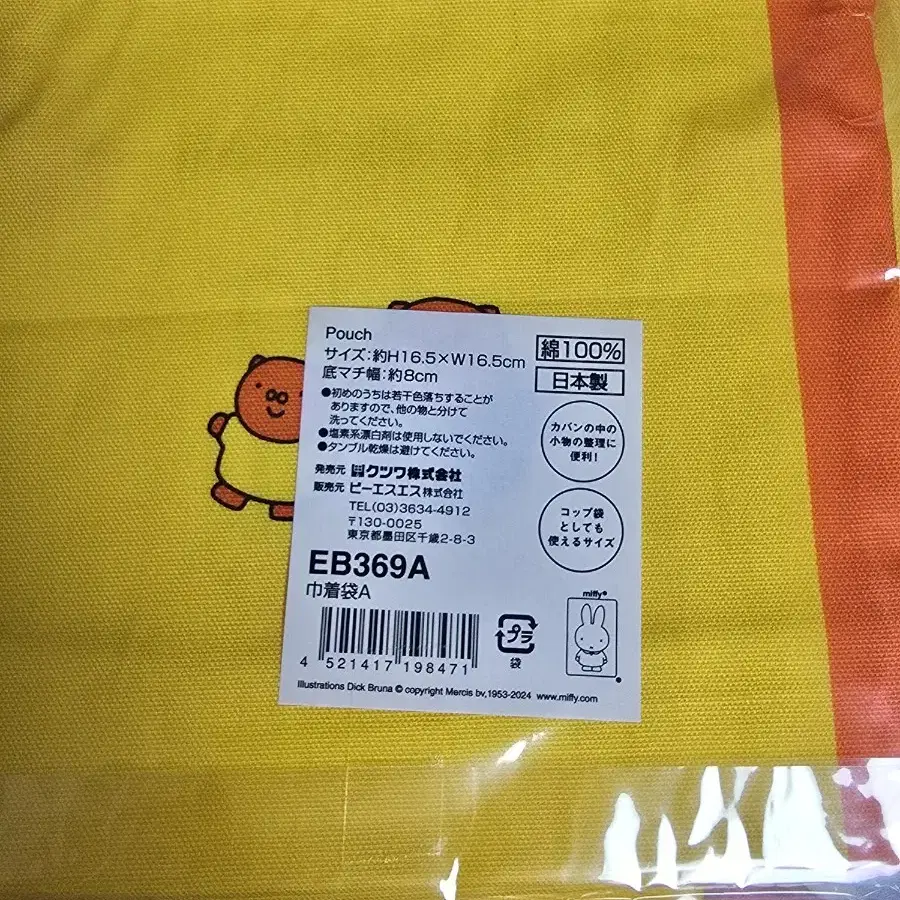 Pouch
サイズ:約H16.5×W16.5cm
底マチ幅:約8cm
●初めのうちは若干色落ちすることが
ありますので、他の物と分けて
洗ってください。
●塩素系漂白剤は使用しないでください。
●タンブル乾燥は避けてください。
発売元 クツワ株式会社
販売元 ピーエスエス株式会社
TEL(03)3634-4912
〒130-0025
東京都墨田区千歳2-8-3
EB369A
巾着袋A
4 521417 198471
綿100%
日本製
カバンの中の
小物の整理に
便利!
コップ袋
としても
使えるサイズ
プラ
袋
miffy®
Illustrations Dick Bruna © copyright Mercis bv,1953-2024 www.miffy.com